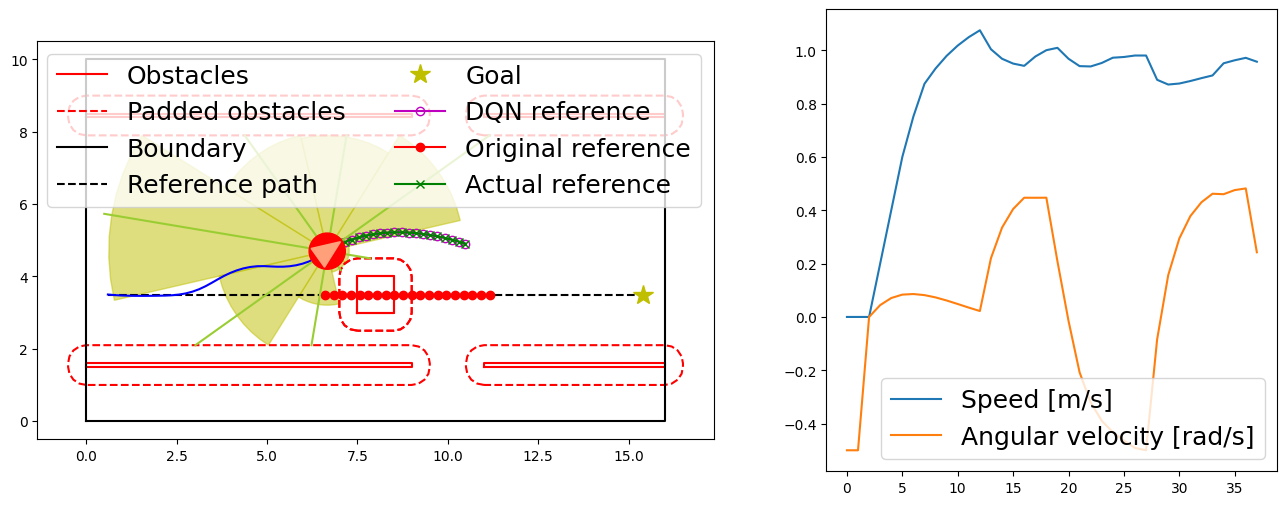 Obstacles
Padded obstacles
Boundary
Reference path
Goal
DQN reference
Original reference
Actual reference
10
8
6
4
2
0
0.0 2.5 5.0 7.5 10.0 12.5 15.0
1.0
0.8
0.6
0.4
0.2
0.0
−0.2
−0.4
Speed [m/s]
Angular velocity [rad/s]
0 5 10 15 20 25 30 35